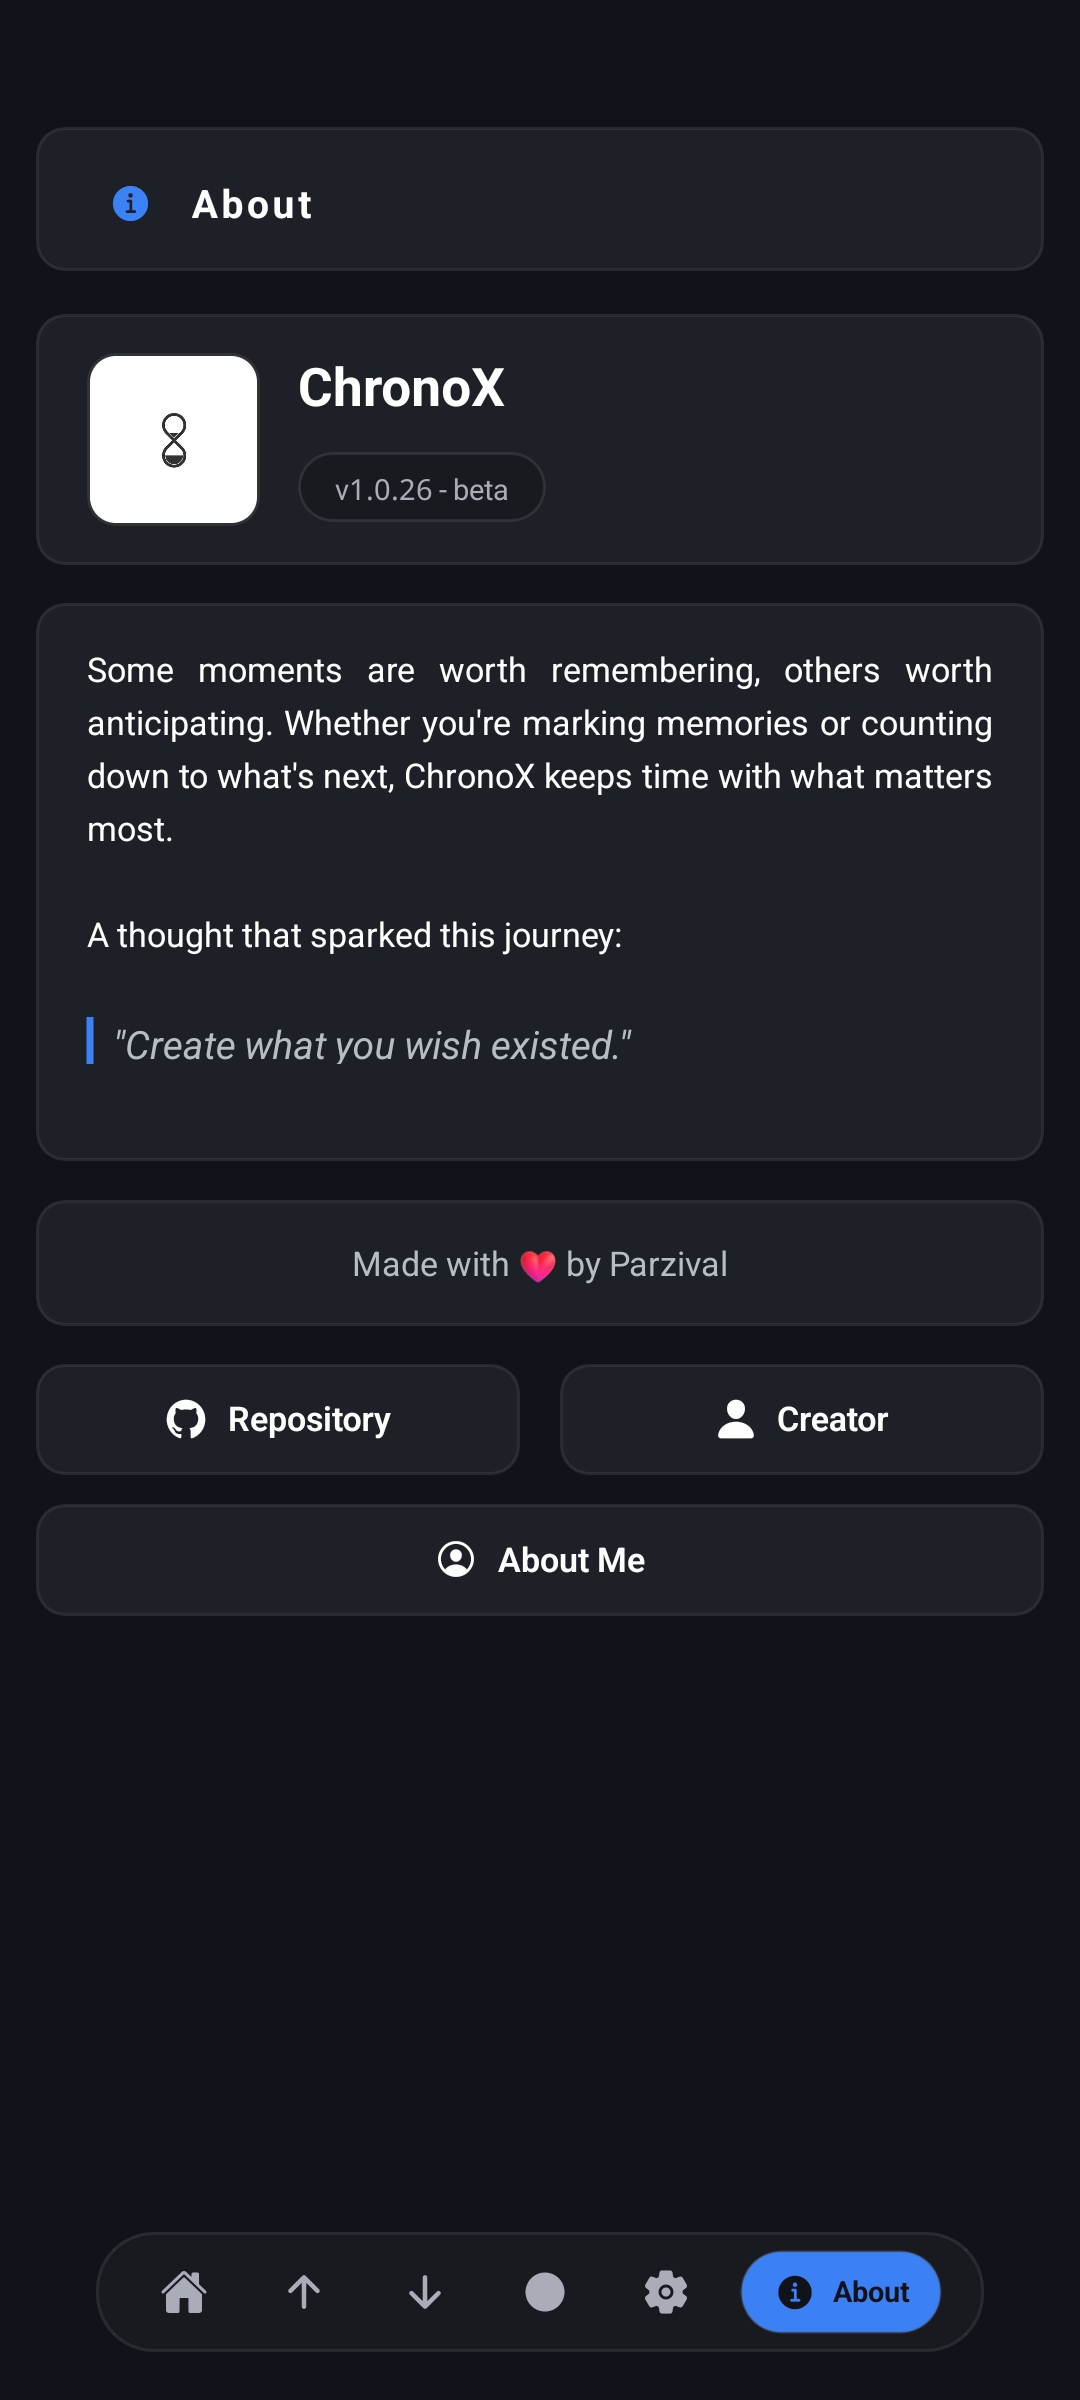 About
ChronoX
v1.0.26 - beta
Some moments are worth remembering, others worth
anticipating. Whether you're marking memories or counting
down to what's next, ChronoX keeps time with what matters
most.
A thought that sparked this journey:
"Create what you wish existed."
Made with ❤️ by Parzival
Repository
Creator
About Me
About